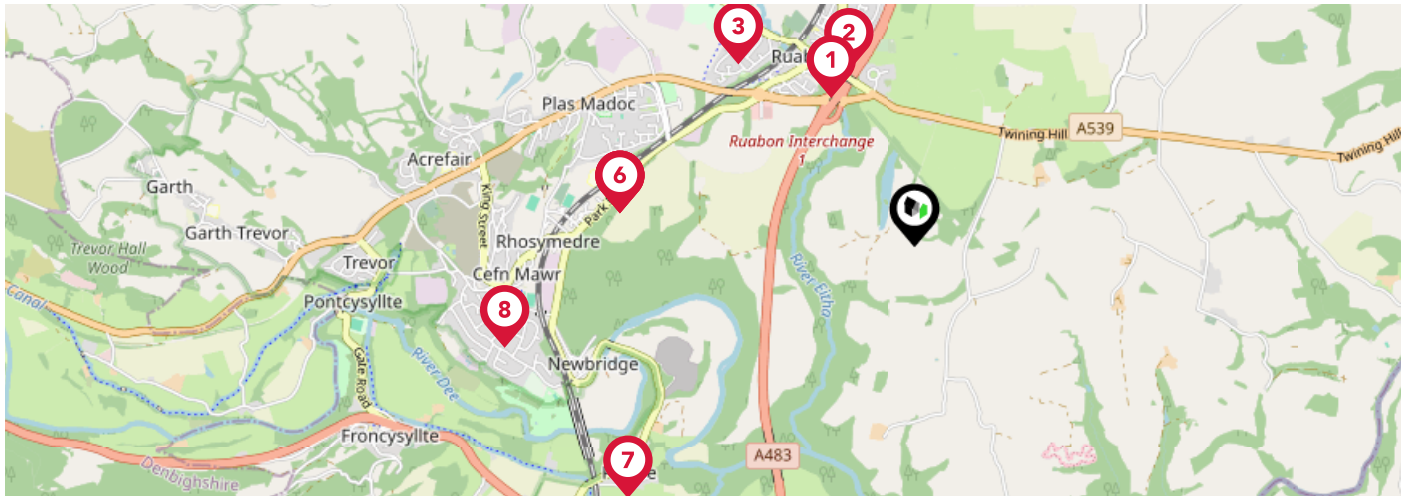 3
2
Ruab
1
Plas Madoc
A539
Twining Hill
Twining Hill
Ruabon Interchange
1
Acrefair
6
Garth
King Street
Park
Garth Trevor
Trevor Hall
Wood
Rhosymedre
Trevor
Cefn Mawr
River Eitha
Canal
Pontcysyllte
8
River Dee
Newbridge
Gate Road
Froncysyllte
A483
7
Denbighshire